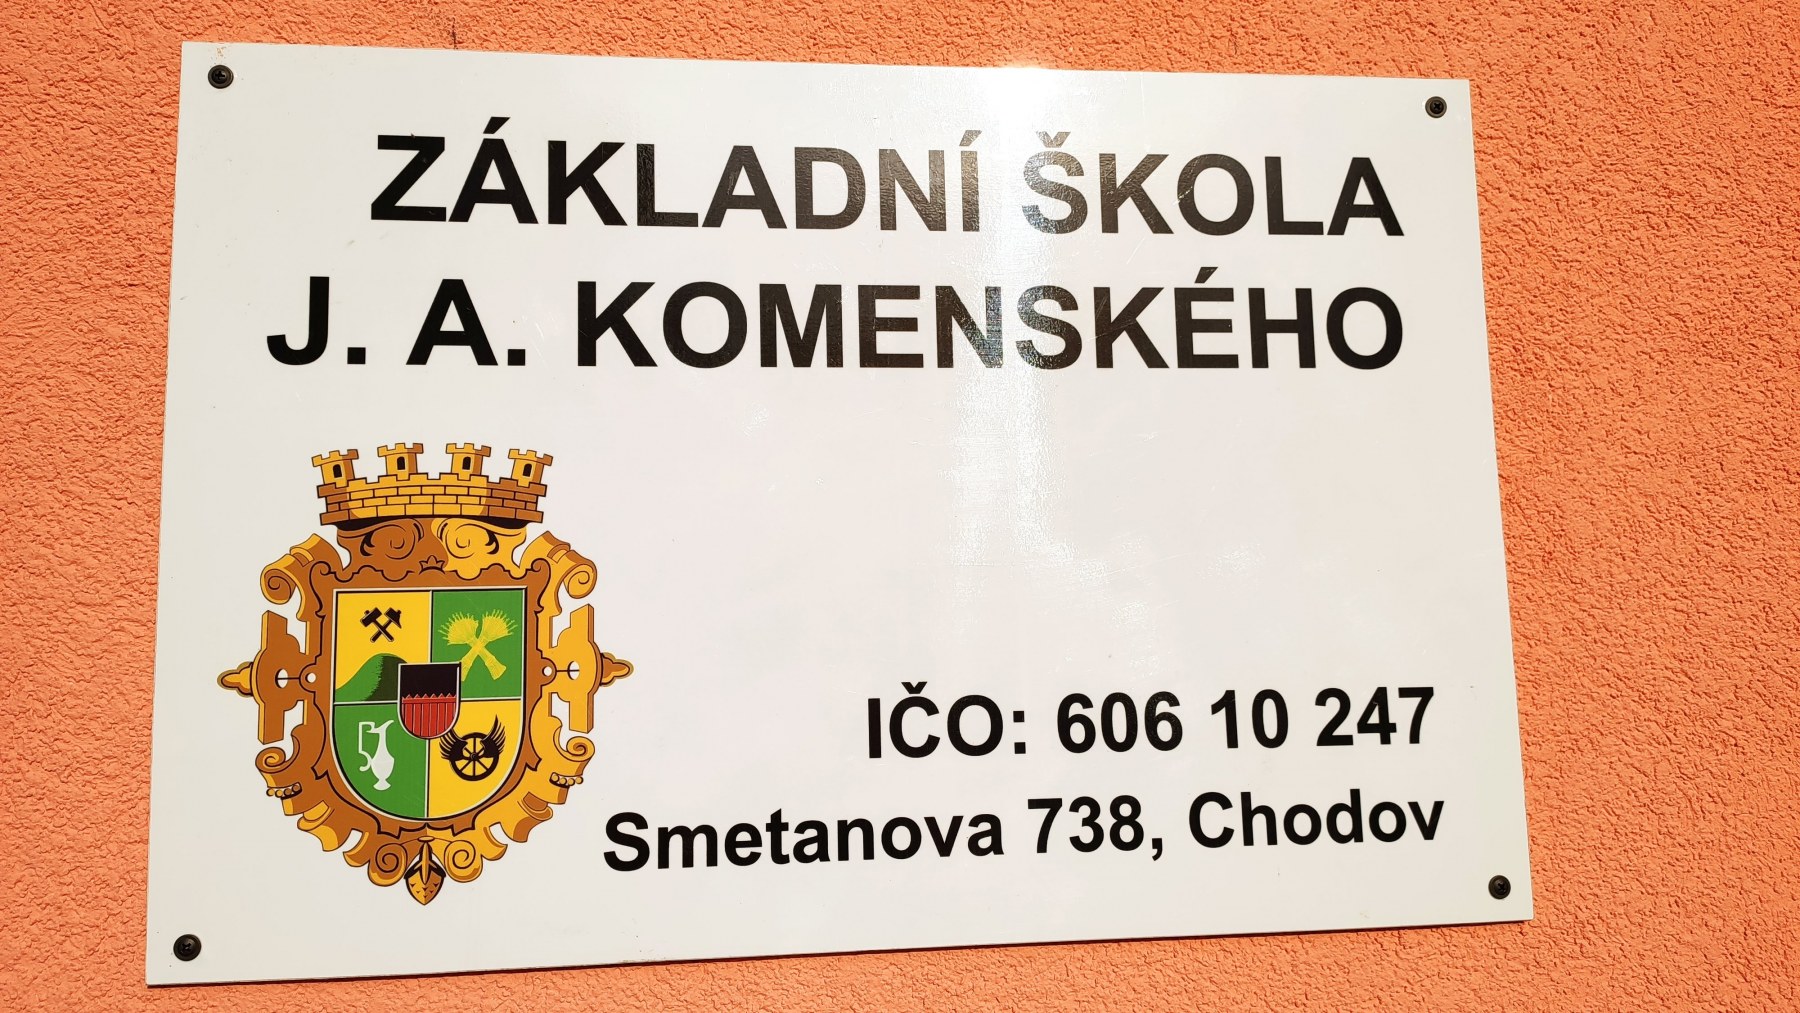 ZÁKLADNÍ ŠKOLA
J. A. KOMENSKÉHO
IČO: 606 10 247
Smetanova 738, Chodov